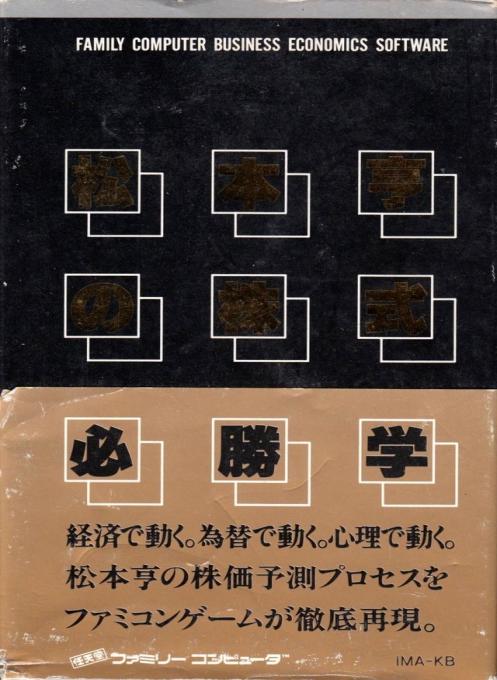 FAMILY COMPUTER BUSINESS ECONOMICS SOFTWARE
松本亨
の株式
必勝学
経済で動く。為替で動く。心理で動く。
松本亨の株価予測プロセスを
ファミコンゲームが徹底再現。
任天堂 ファミリーコンピュータ™ IMA-KB